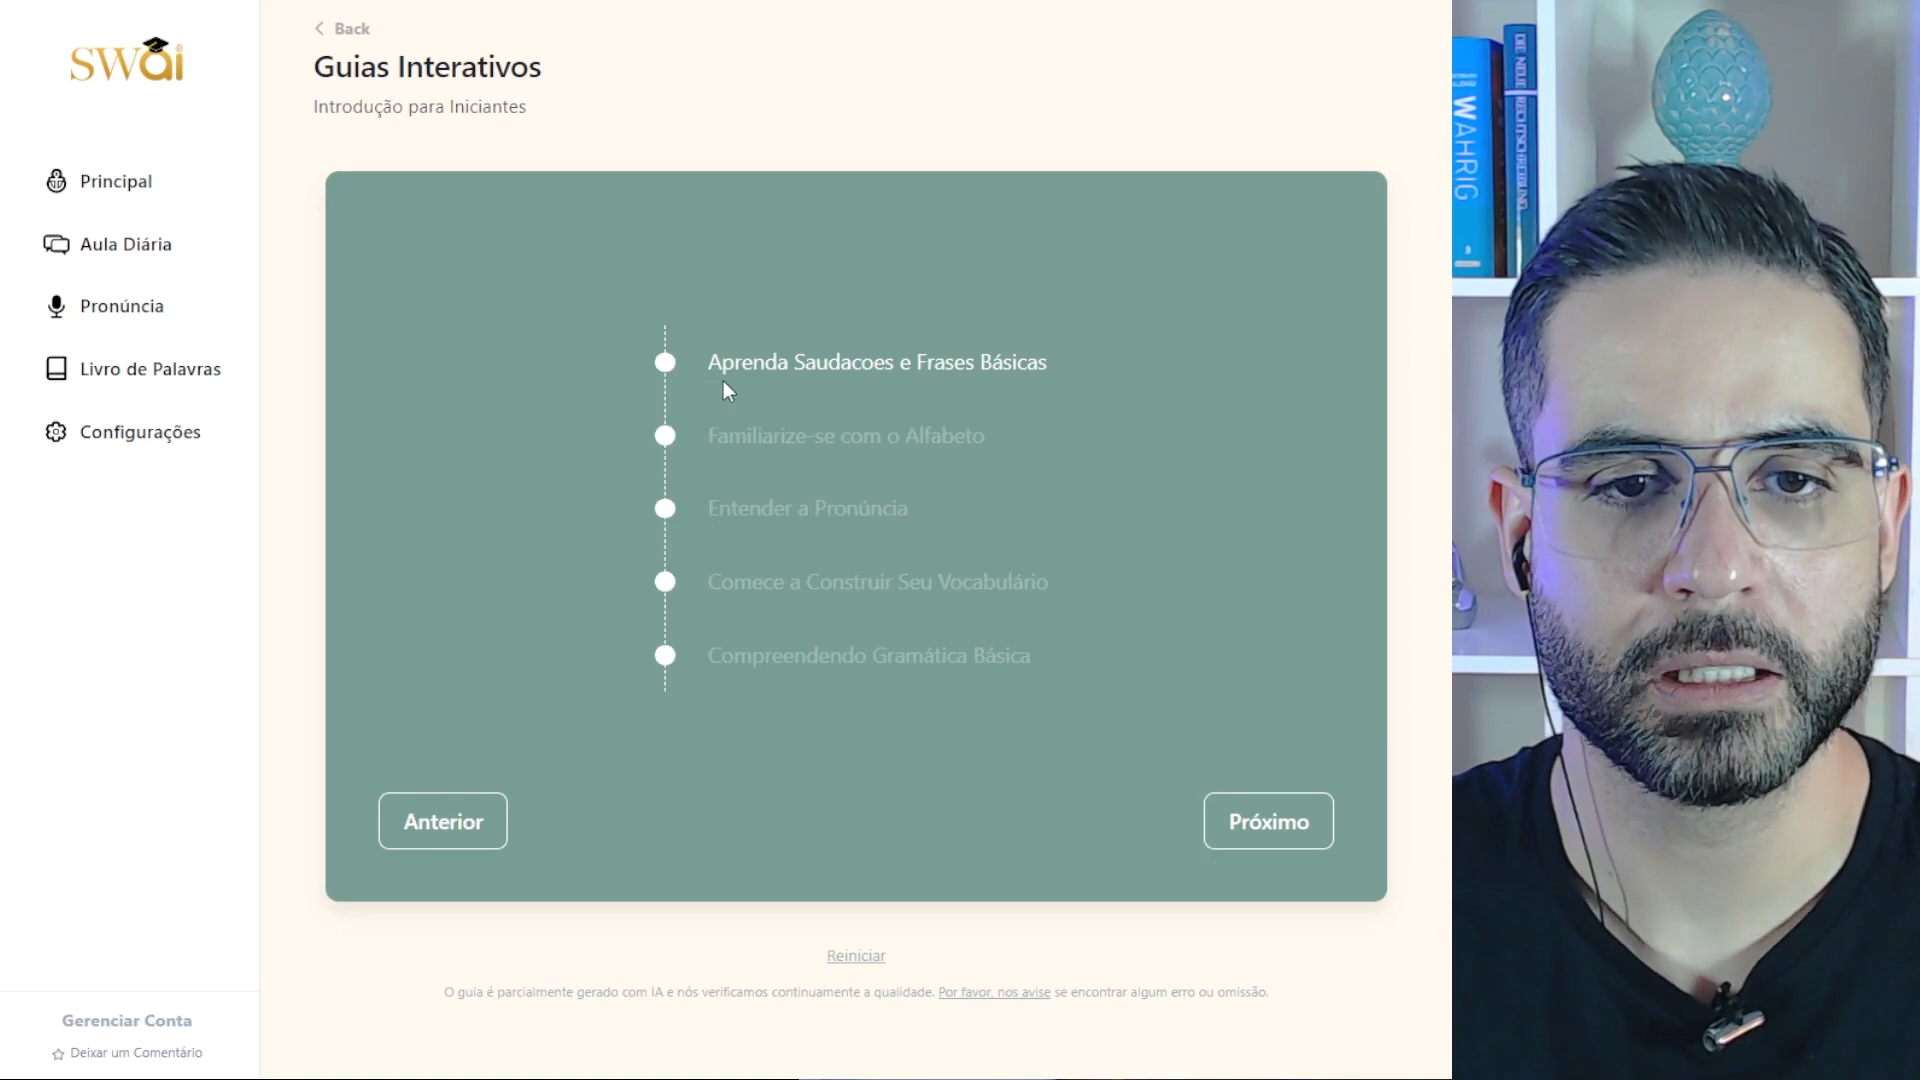 Back
Guias Interativos
Introdução para Iniciantes
swai
Principal
Aula Diária
Pronúncia
Livro de Palavras
Configurações
Aprenda Saudacoes e Frases Básicas
Familiarize-se com o Alfabeto
Entender a Pronúncia
Comece a Construir Seu Vocabulário
Compreendendo Gramática Básica
Anterior
Próximo
Reiniciar
O guia é parcialmente gerado com IA e nós verificamos continuamente a qualidade. Por favor, nos avise se encontrar algum erro ou omissão.
Gerenciar Conta
Deixar um Comentário
WAHRIG
DIE NEUE RECHTSCHREIBUNG